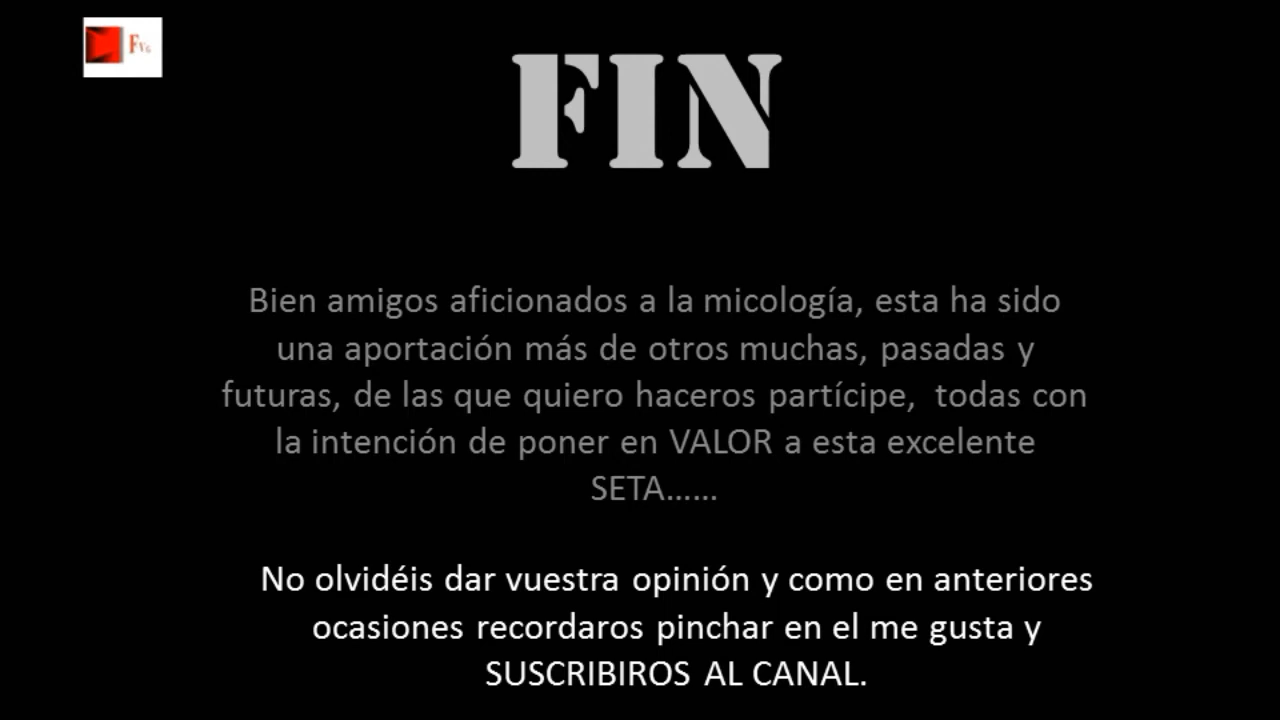 FVG
FIN
Bien amigos aficionados a la micología, esta ha sido
una aportación más de otros muchas, pasadas y
futuras, de las que quiero haceros partícipe, todas con
la intención de poner en VALOR a esta excelente
SETA......
No olvidéis dar vuestra opinión y como en anteriores
ocasiones recordaros pinchar en el me gusta y
SUSCRIBIROS AL CANAL.